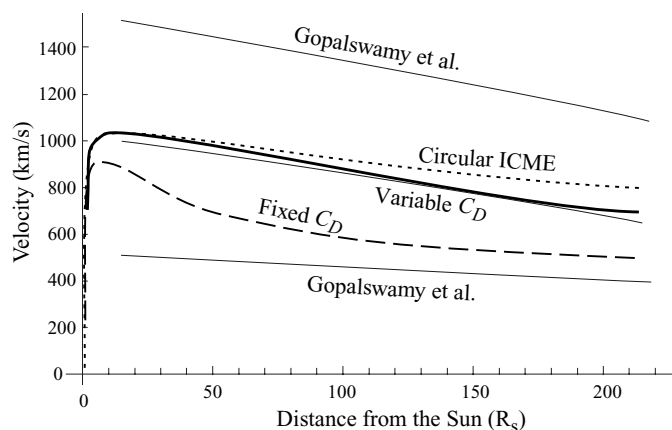 1400
1200
1000
800
600
400
200
0
Velocity (km/s)
Gopalswamy et al.
Circular ICME
Variable C_D
Fixed C_D
Gopalswamy et al.
0 50 100 150 200
Distance from the Sun (R_s)